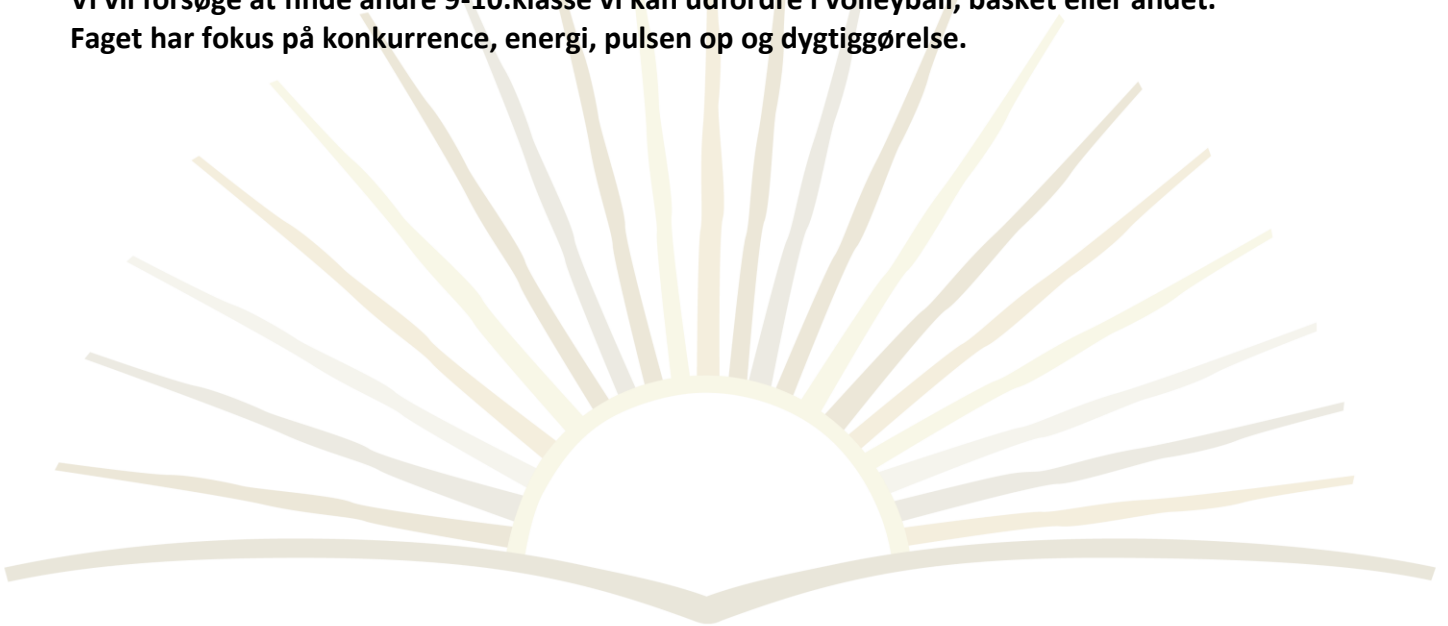 Vi vil forsøge at finde andre 9-10.klasse vi kan udfordre i volleyball, basket eller andet.
Faget har fokus på konkurrence, energi, pulsen op og dygtiggørelse.